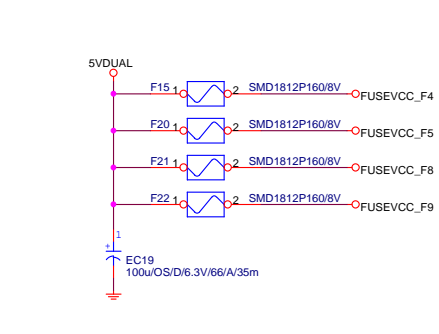 5VDUAL
F15 1 2 SMD1812P160/8V FUSEVCC_F4
F20 1 2 SMD1812P160/8V FUSEVCC_F5
F21 1 2 SMD1812P160/8V FUSEVCC_F8
F22 1 2 SMD1812P160/8V FUSEVCC_F9
1
+
EC19
100u/OS/D/6.3V/66/A/35m